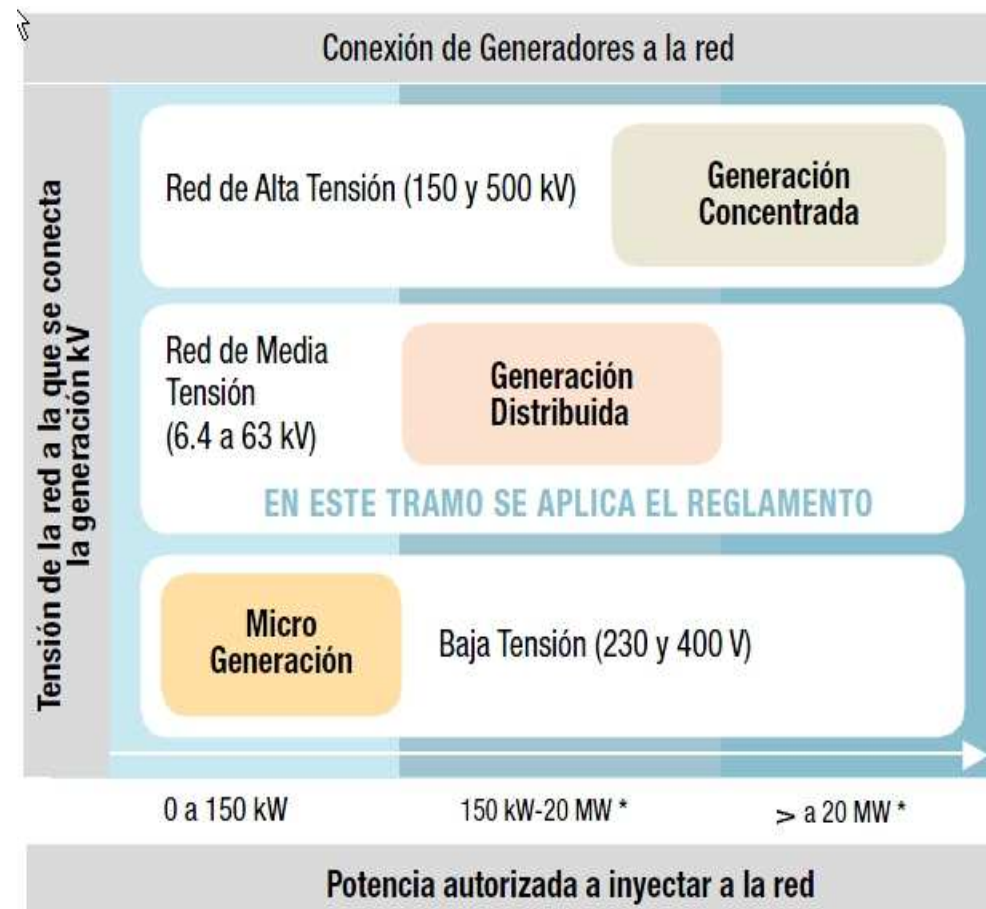 Conexión de Generadores a la red
Tensión de la red a la que se conecta
la generación kV
Red de Alta Tensión (150 y 500 kV)
Generación
Concentrada
Red de Media
Tensión
(6.4 a 63 kV)
Generación
Distribuida
EN ESTE TRAMO SE APLICA EL REGLAMENTO
Micro
Generación
Baja Tensión (230 y 400 V)
0 a 150 kW
150 kW-20 MW *
> a 20 MW *
Potencia autorizada a inyectar a la red